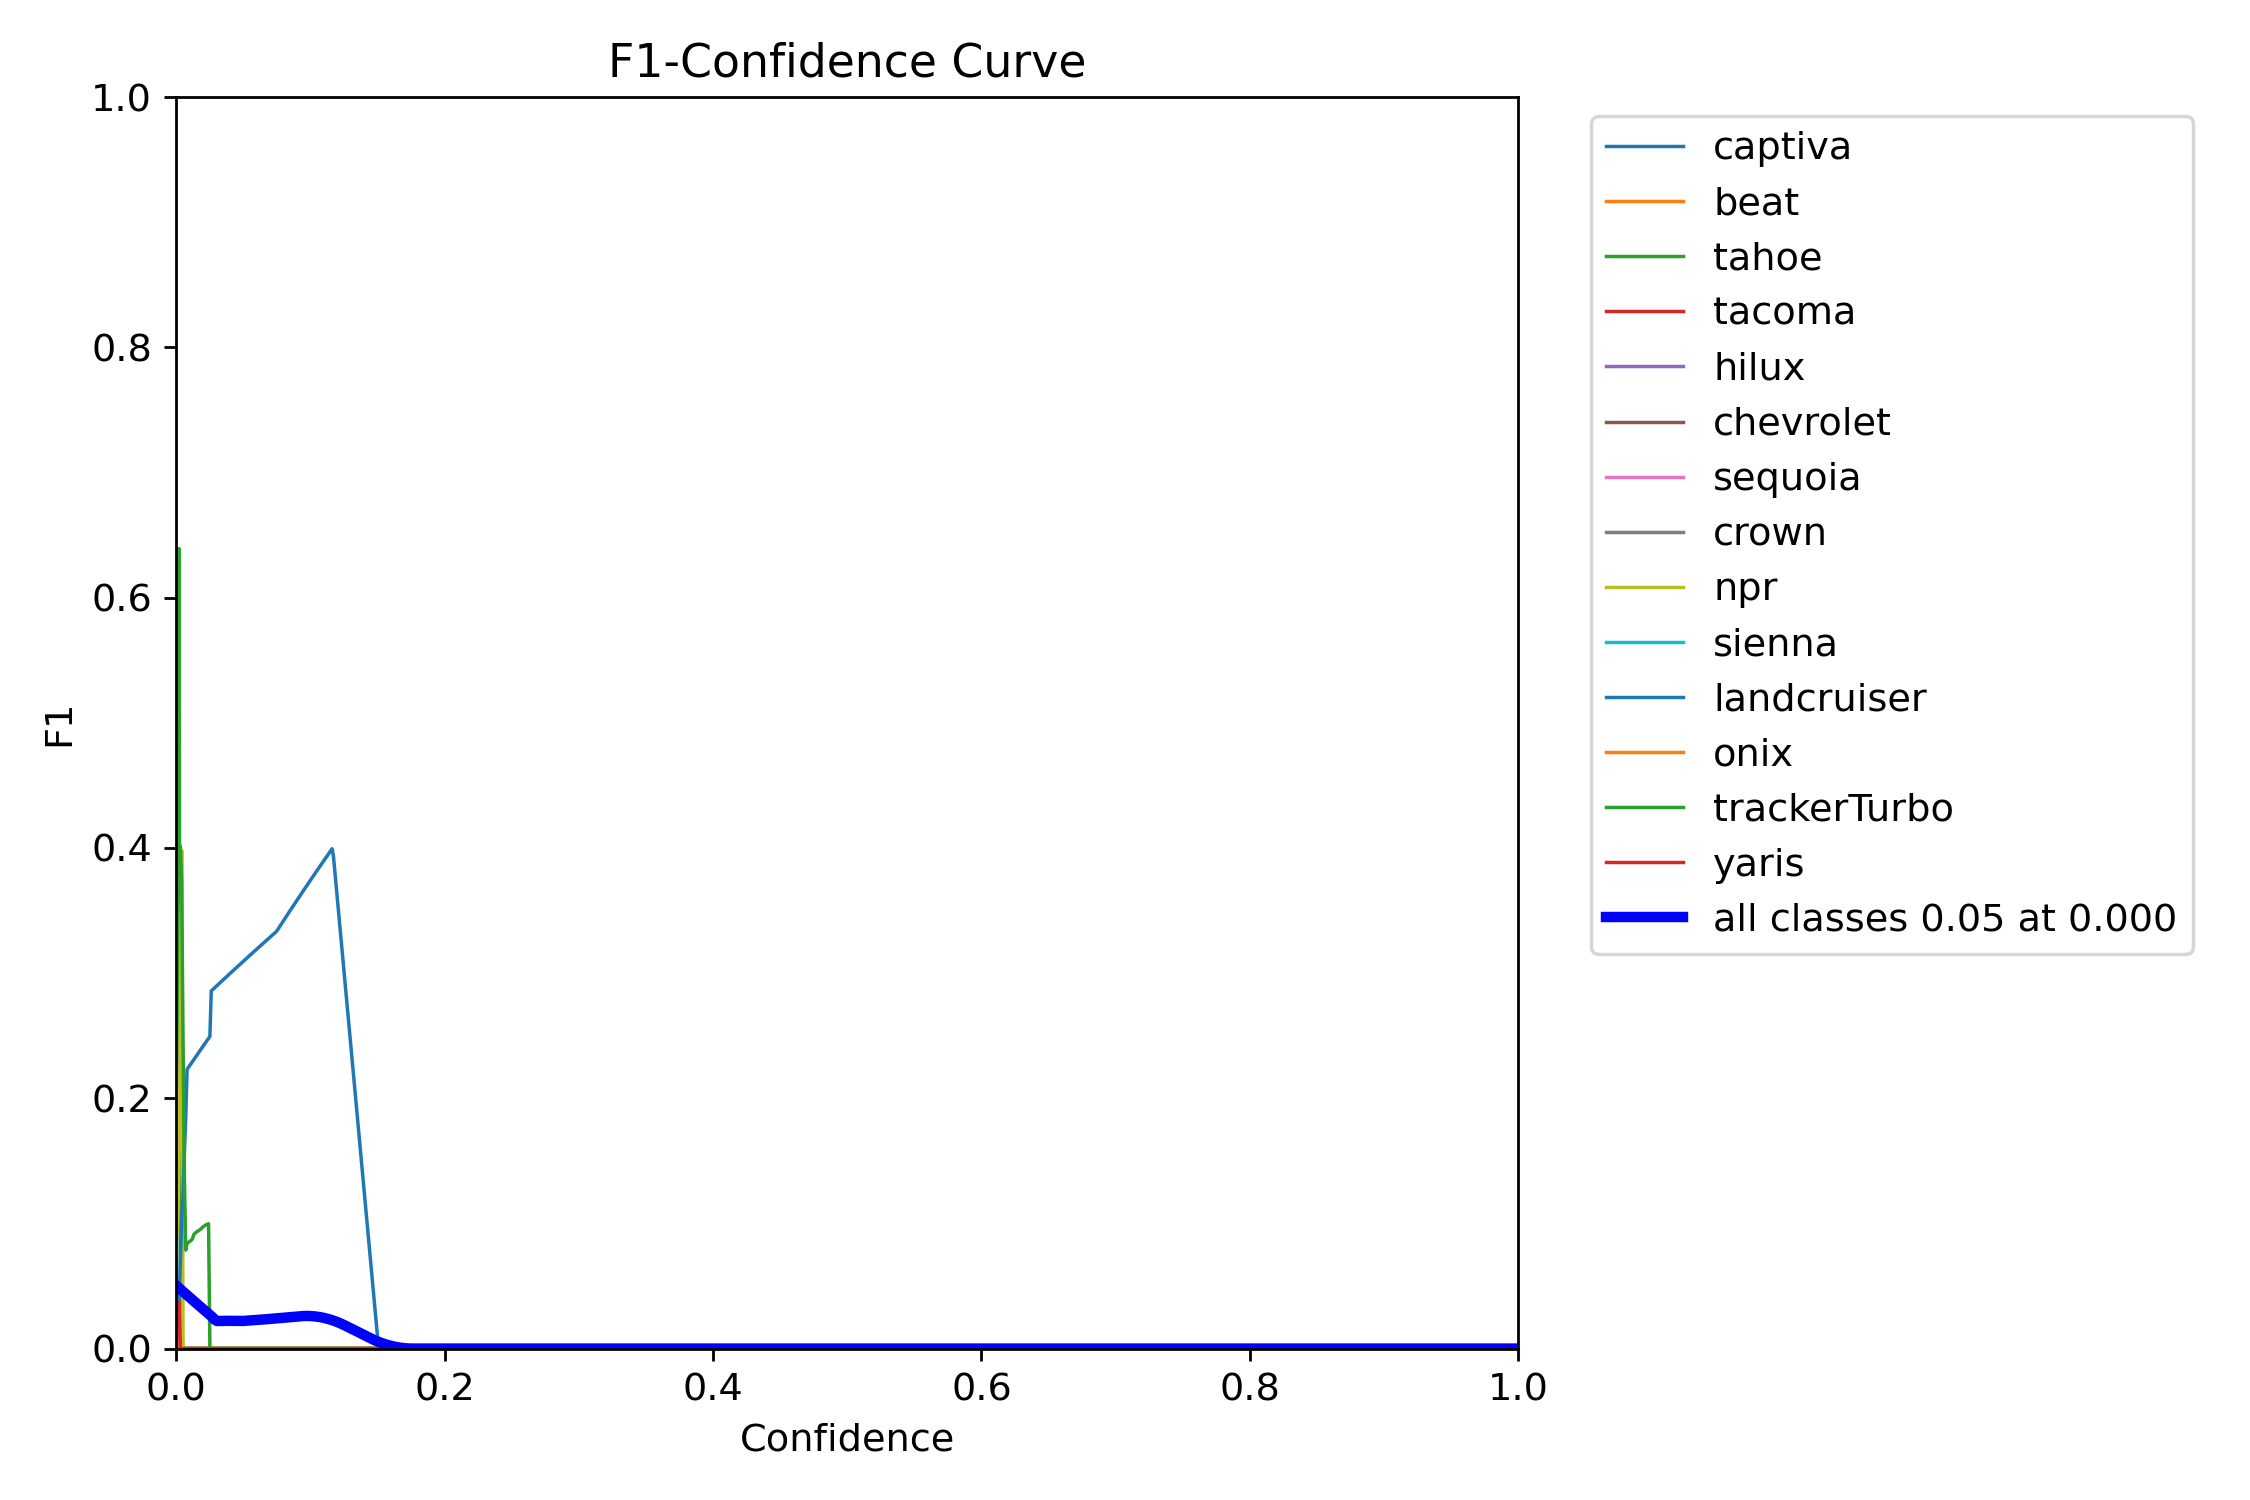 F1-Confidence Curve
1.0
0.8
0.6
0.4
0.2
0.0
F1
0.0 0.2 0.4 0.6 0.8 1.0
Confidence
captiva
beat
tahoe
tacoma
hilux
chevrolet
sequoia
crown
npr
sienna
landcruiser
onix
trackerTurbo
yaris
all classes 0.05 at 0.000